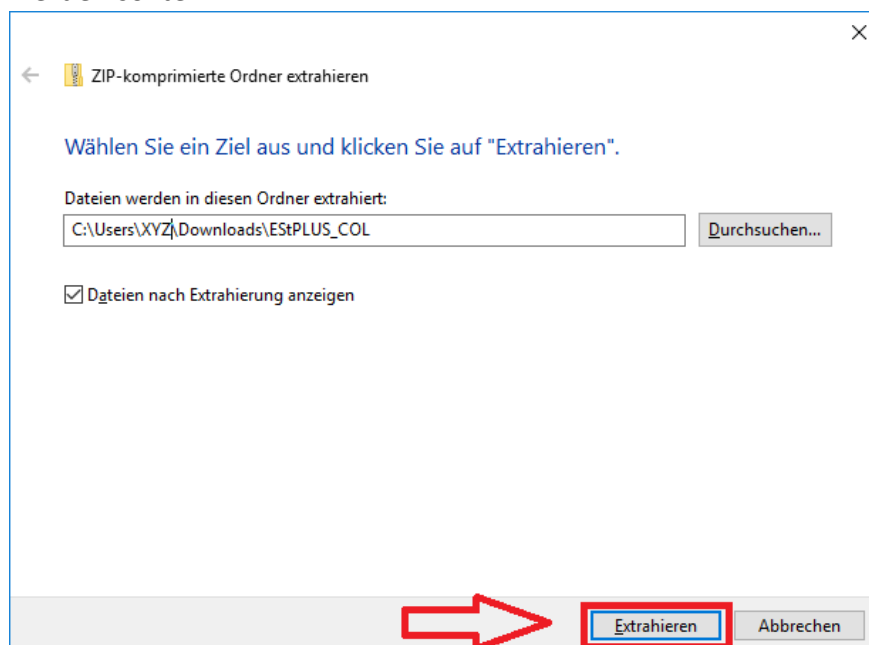 ZIP-komprimierte Ordner extrahieren
Wählen Sie ein Ziel aus und klicken Sie auf "Extrahieren".
Dateien werden in diesen Ordner extrahiert:
C:\Users\XYZ\Downloads\EStPLUS_COL
Durchsuchen...
Dateien nach Extrahierung anzeigen
Extrahieren
Abbrechen